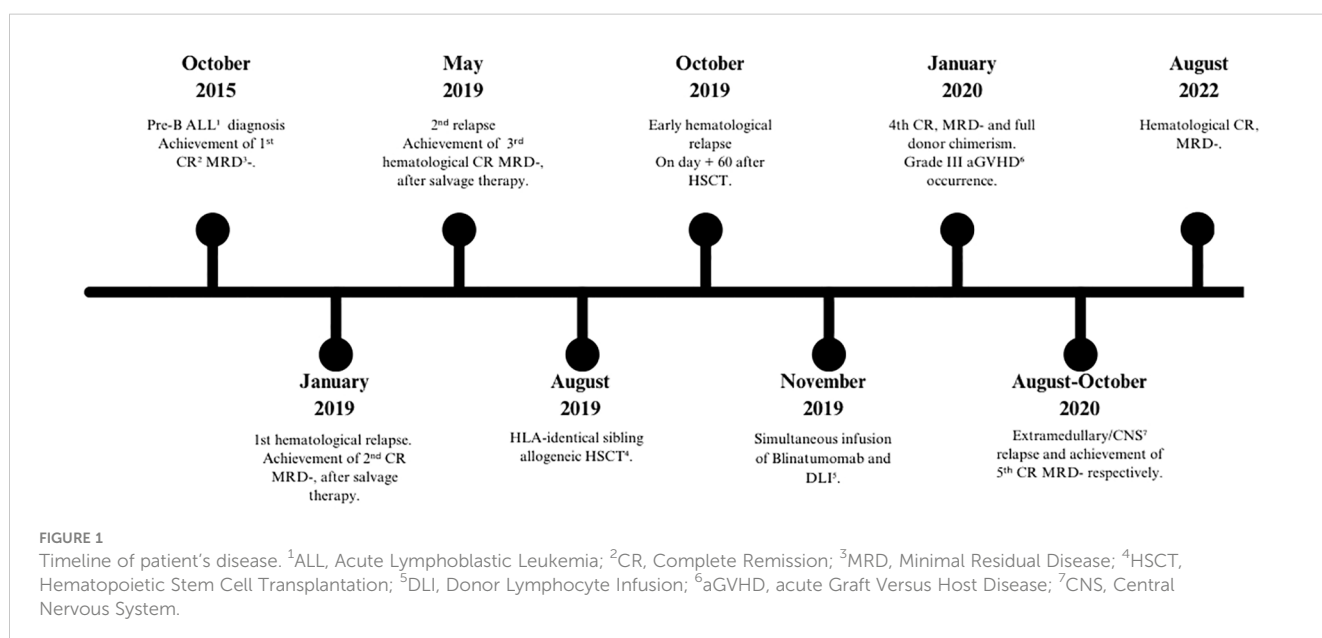 October
2015
Pre-B ALL¹ diagnosis
Achievement of 1ˢᵗ
CR² MRD³-.
May
2019
2ⁿᵈ relapse
Achievement of 3ʳᵈ
hematological CR MRD-,
after salvage therapy.
October
2019
Early hematological
relapse
On day + 60 after
HSCT.
January
2020
4th CR, MRD- and full
donor chimerism.
Grade III aGVHD⁶
occurrence.
August
2022
Hematological CR,
MRD-.
January
2019
1st hematological relapse.
Achievement of 2ⁿᵈ CR
MRD-, after salvage
therapy.
August
2019
HLA-identical sibling
allogeneic HSCT⁴.
November
2019
Simultaneous infusion
of Blinatumomab and
DLI⁵.
August-October
2020
Extramedullary/CNS⁷
relapse and achievement of
5ᵗʰ CR MRD- respectively.
FIGURE 1
Timeline of patient's disease. ¹ALL, Acute Lymphoblastic Leukemia; ²CR, Complete Remission; ³MRD, Minimal Residual Disease; ⁴HSCT,
Hematopoietic Stem Cell Transplantation; ⁵DLI, Donor Lymphocyte Infusion; ⁶aGVHD, acute Graft Versus Host Disease; ⁷CNS, Central
Nervous System.